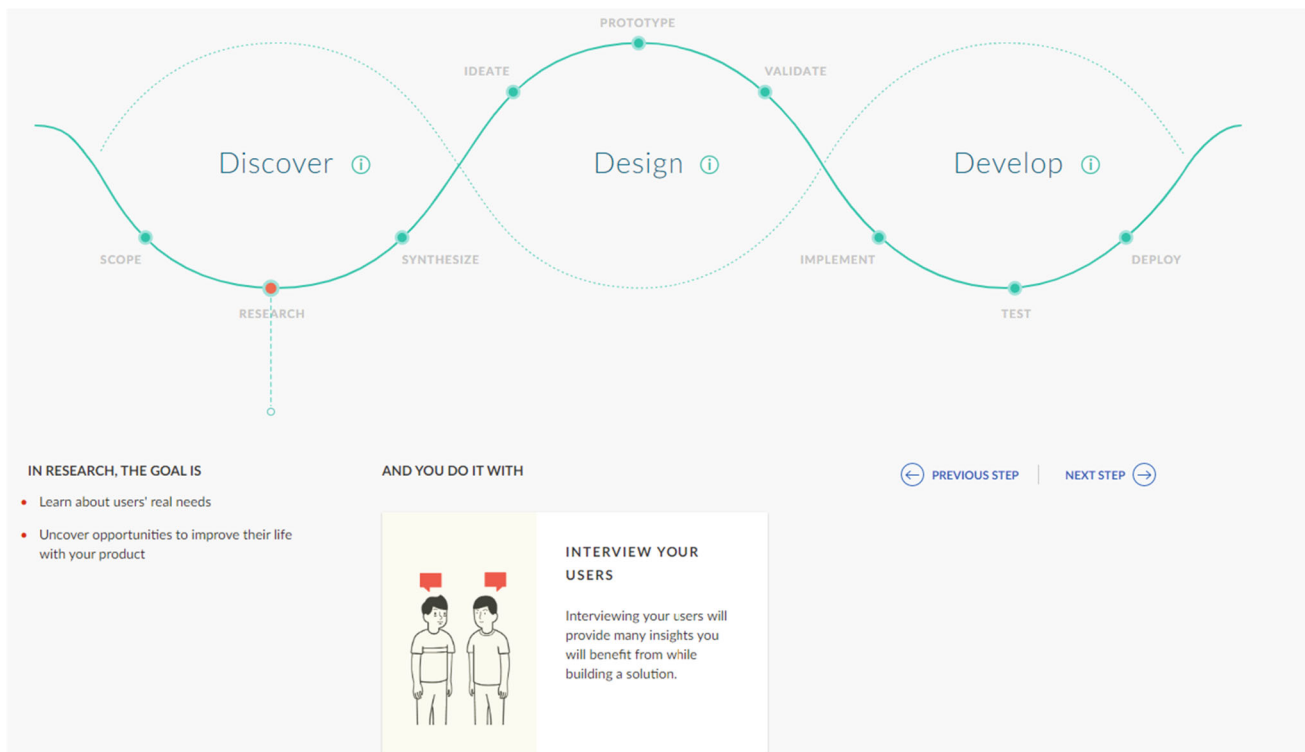 PROTOTYPE
IDEATE
VALIDATE
Discover
Design
Develop
SCOPE
SYNTHESIZE
IMPLEMENT
DEPLOY
RESEARCH
TEST
IN RESEARCH, THE GOAL IS
Learn about users' real needs
Uncover opportunities to improve their life
with your product
AND YOU DO IT WITH
INTERVIEW YOUR
USERS
Interviewing your users will
provide many insights you
will benefit from while
building a solution.
PREVIOUS STEP
NEXT STEP